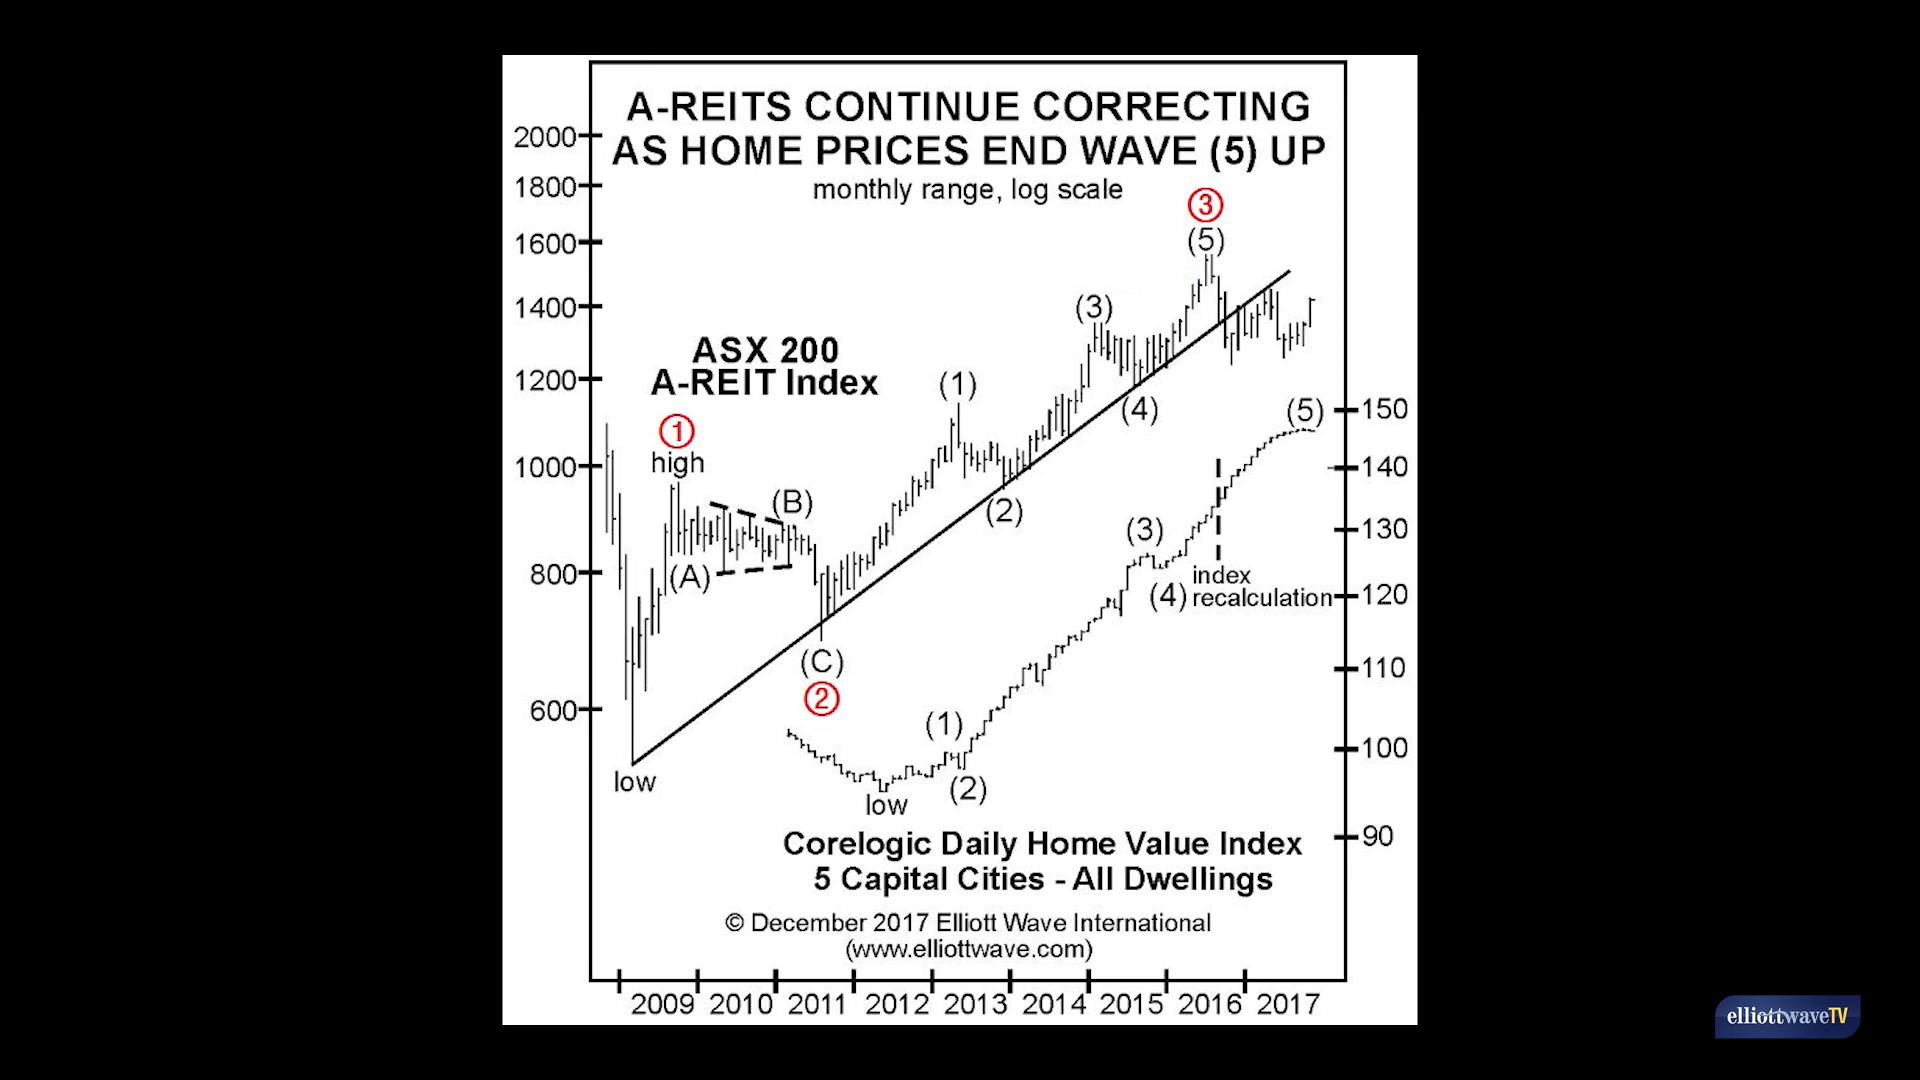 A-REITS CONTINUE CORRECTING
AS HOME PRICES END WAVE (5) UP
monthly range, log scale
2000
1800
1600
1400
1200
1000
800
600
ASX 200
A-REIT Index
① 
high
(A)
(B)
(C)
②
low
(1)
(2)
(3)
(4)
③
(5)
150
140
130
120
110
100
90
low
(1)
(2)
(3)
(4)
(5)
index
recalculation
Corelogic Daily Home Value Index
5 Capital Cities - All Dwellings
© December 2017 Elliott Wave International
(www.elliottwave.com)
2009 2010 2011 2012 2013 2014 2015 2016 2017
elliottwaveTV